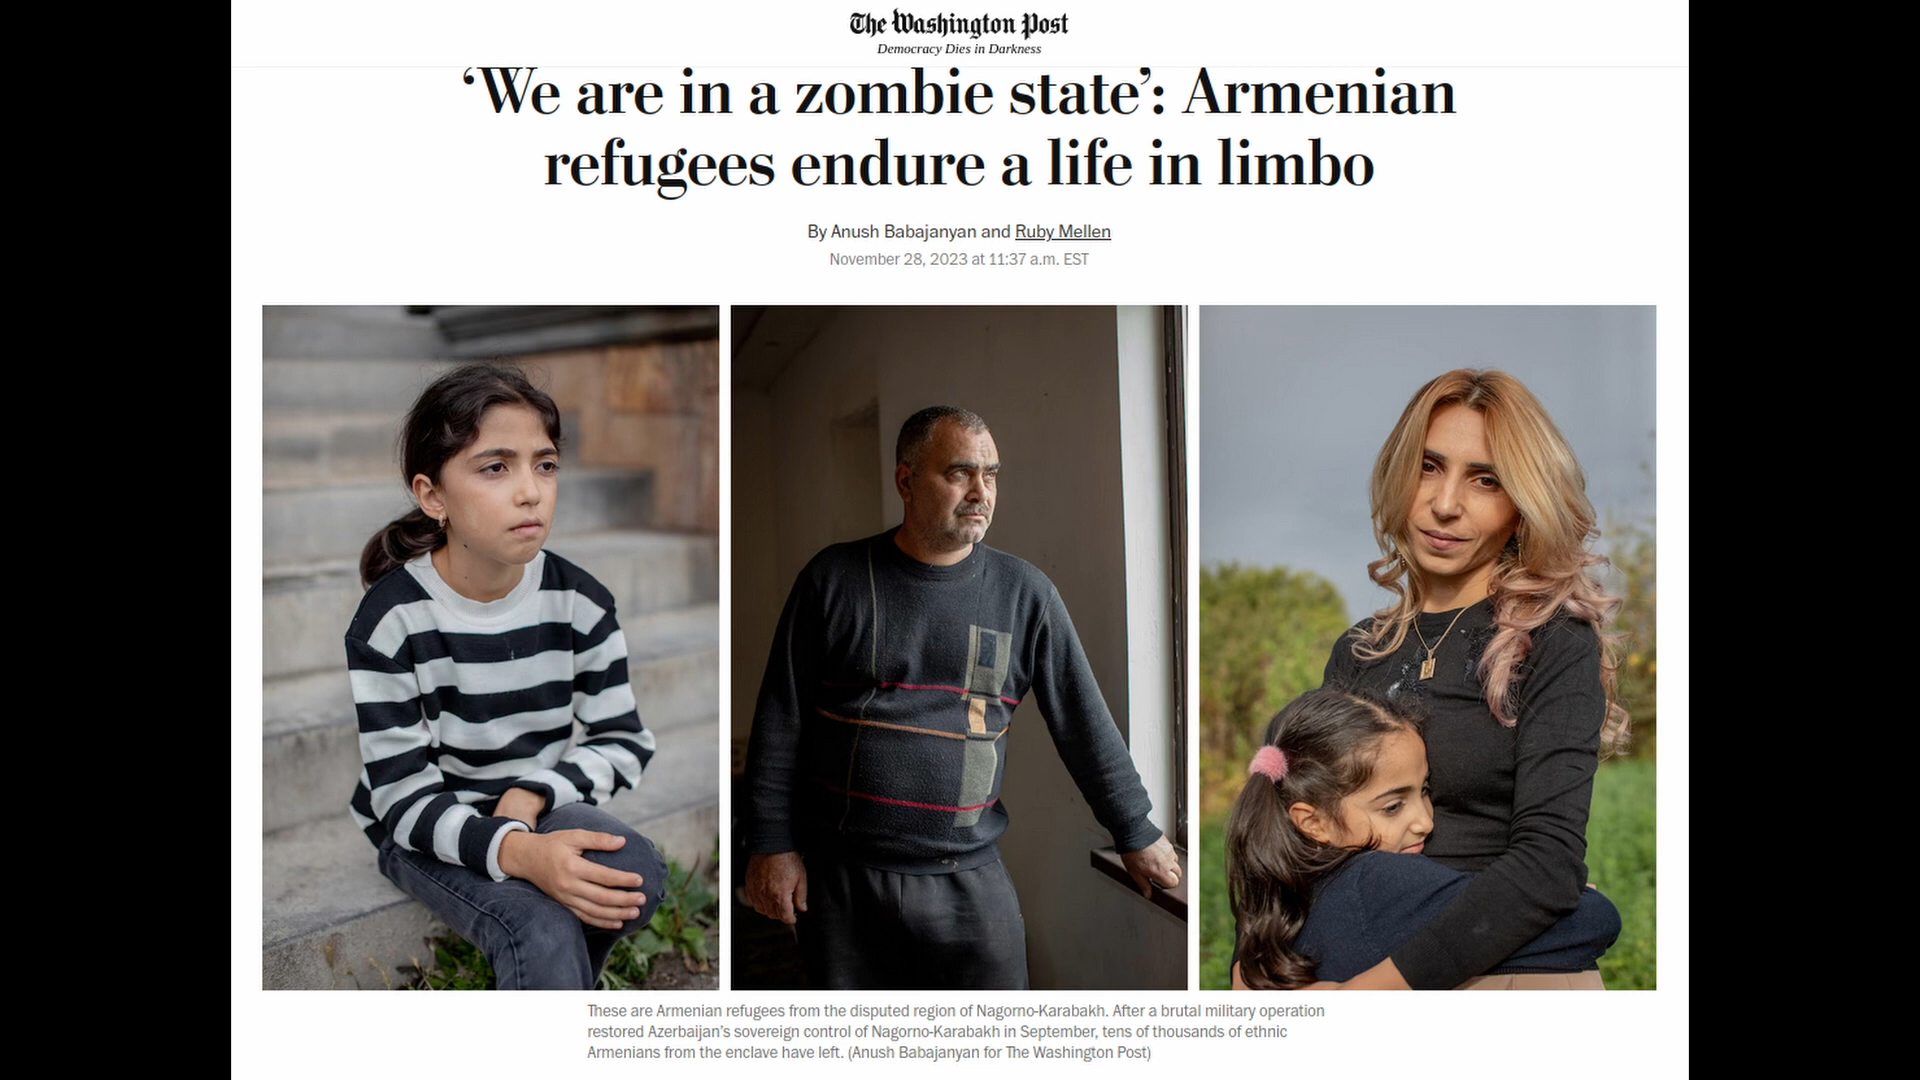 The Washington Post
Democracy Dies in Darkness
‘We are in a zombie state’: Armenian
refugees endure a life in limbo
By Anush Babajanyan and Ruby Mellen
November 28, 2023 at 11:37 a.m. EST
These are Armenian refugees from the disputed region of Nagorno-Karabakh. After a brutal military operation
restored Azerbaijan’s sovereign control of Nagorno-Karabakh in September, tens of thousands of ethnic
Armenians from the enclave have left. (Anush Babajanyan for The Washington Post)